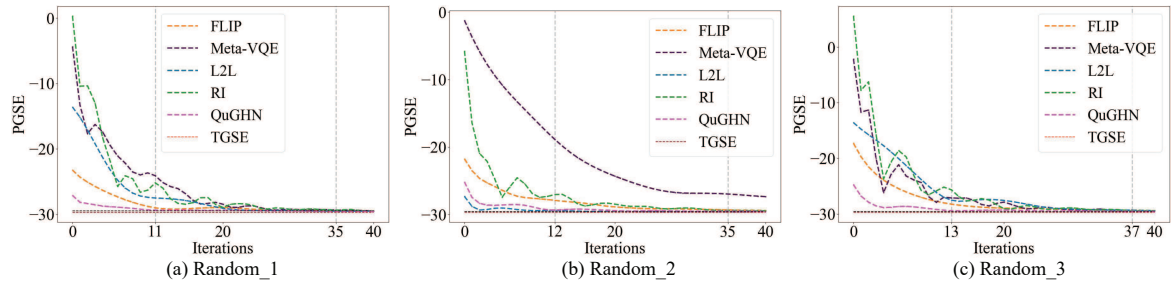 0
−10
−20
−30
PGSE
0
11
20
35
40
Iterations
FLIP
Meta-VQE
L2L
RI
QuGHN
TGSE
(a) Random_1
0
−10
−20
−30
PGSE
0
12
20
35
40
Iterations
FLIP
Meta-VQE
L2L
RI
QuGHN
TGSE
(b) Random_2
0
−10
−20
−30
PGSE
0
13
20
37 40
Iterations
FLIP
Meta-VQE
L2L
RI
QuGHN
TGSE
(c) Random_3